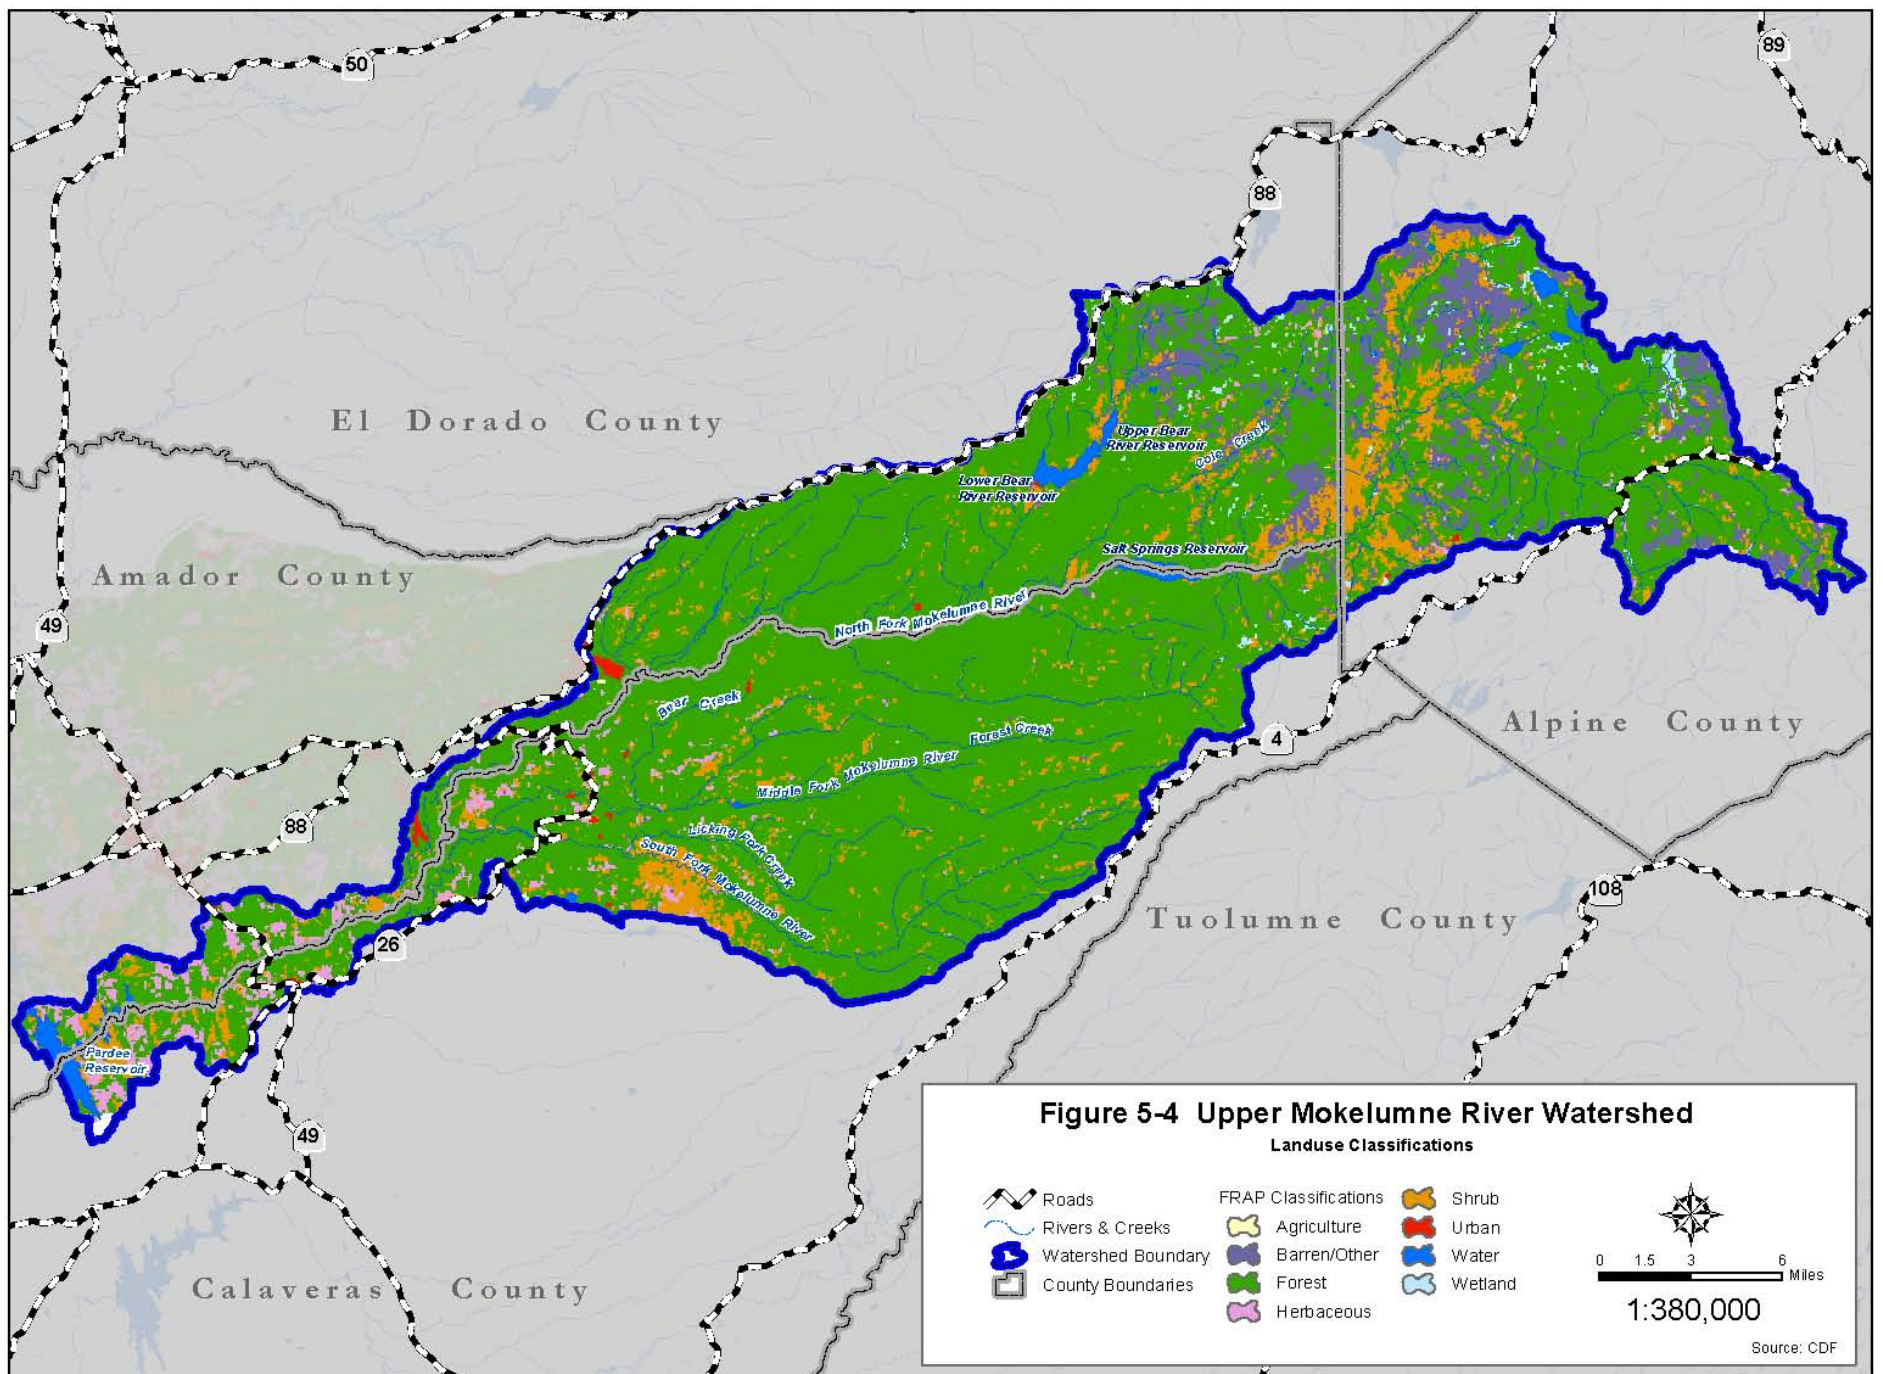 50
89
88
El Dorado County
Upper Bear
River Reservoir
Cole Creek
Lower Bear
River Reservoir
Salt Springs Reservoir
Amador County
North Fork Mokelumne River
49
Bear Creek
Forest Creek
Alpine County
4
Middle Fork Mokelumne River
88
Licking Fork Creek
South Fork Mokelumne River
108
Tuolumne County
26
Pardee
Reservoir
49
Calaveras County
Figure 5-4 Upper Mokelumne River Watershed
Landuse Classifications
Roads
Rivers & Creeks
Watershed Boundary
County Boundaries
FRAP Classifications
Agriculture
Barren/Other
Forest
Herbaceous
Shrub
Urban
Water
Wetland
0 1.5 3 6
Miles
1:380,000
Source: CDF